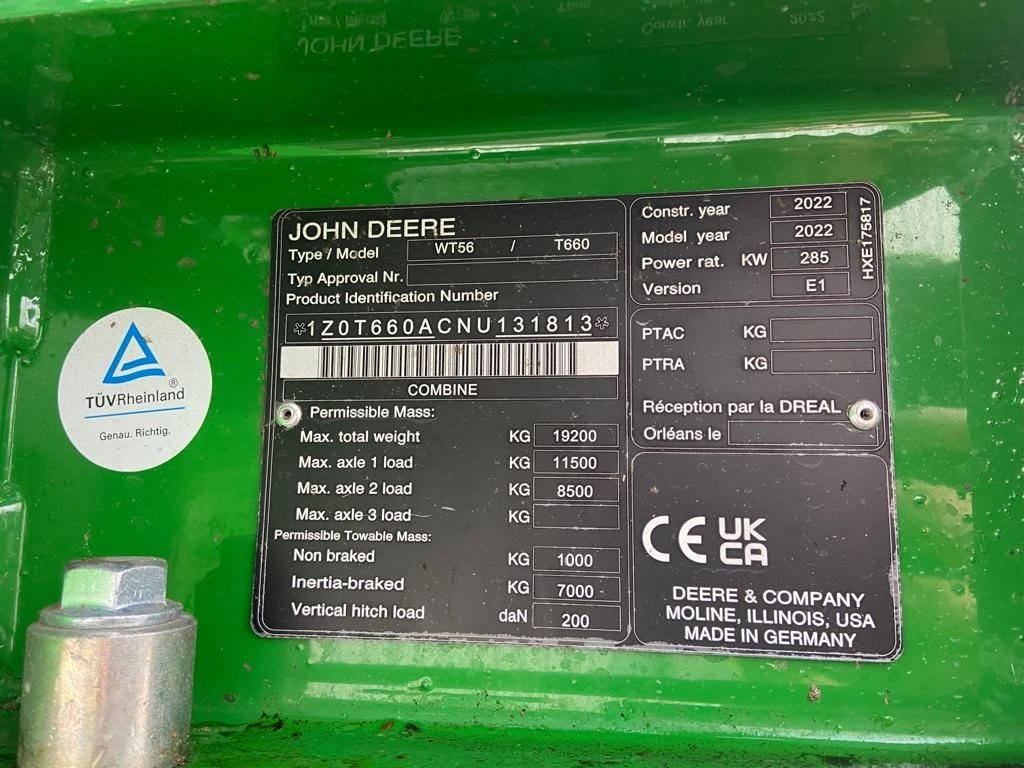 JOHN DEERE
Type / Model WT56 / T660
Typ Approval Nr.
Product Identification Number
*1Z0T660ACNU131813*
COMBINE
Permissible Mass:
Max. total weight KG 19200
Max. axle 1 load KG 11500
Max. axle 2 load KG 8500
Max. axle 3 load KG
Permissible Towable Mass:
Non braked KG 1000
Inertia-braked KG 7000
Vertical hitch load daN 200
Constr. year 2022
Model year 2022
Power rat. KW 285
Version E1
HXE175817
PTAC KG
PTRA KG
Réception par la DREAL
Orléans le
CE UK
CA
DEERE & COMPANY
MOLINE, ILLINOIS, USA
MADE IN GERMANY
TÜVRheinland®
Genau. Richtig.